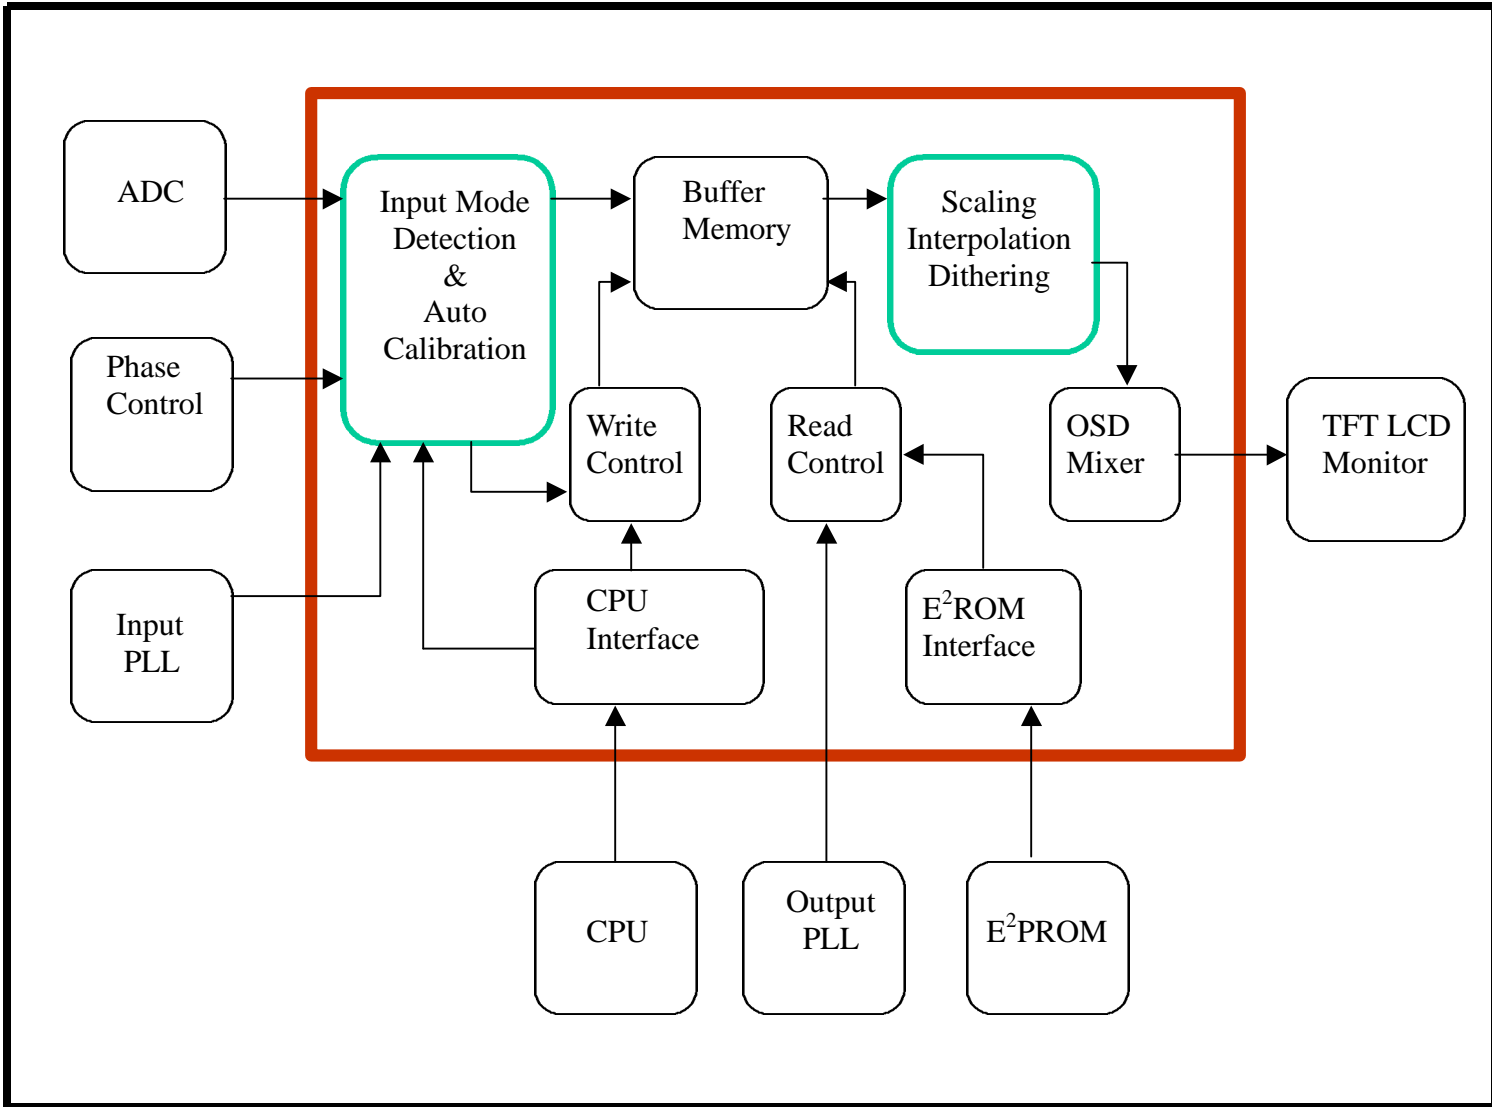 ADC
Input Mode
Detection
&
Auto
Calibration
Buffer
Memory
Scaling
Interpolation
Dithering
Phase
Control
Write
Control
Read
Control
OSD
Mixer
TFT LCD
Monitor
Input
PLL
CPU
Interface
E²ROM
Interface
CPU
Output
PLL
E²PROM